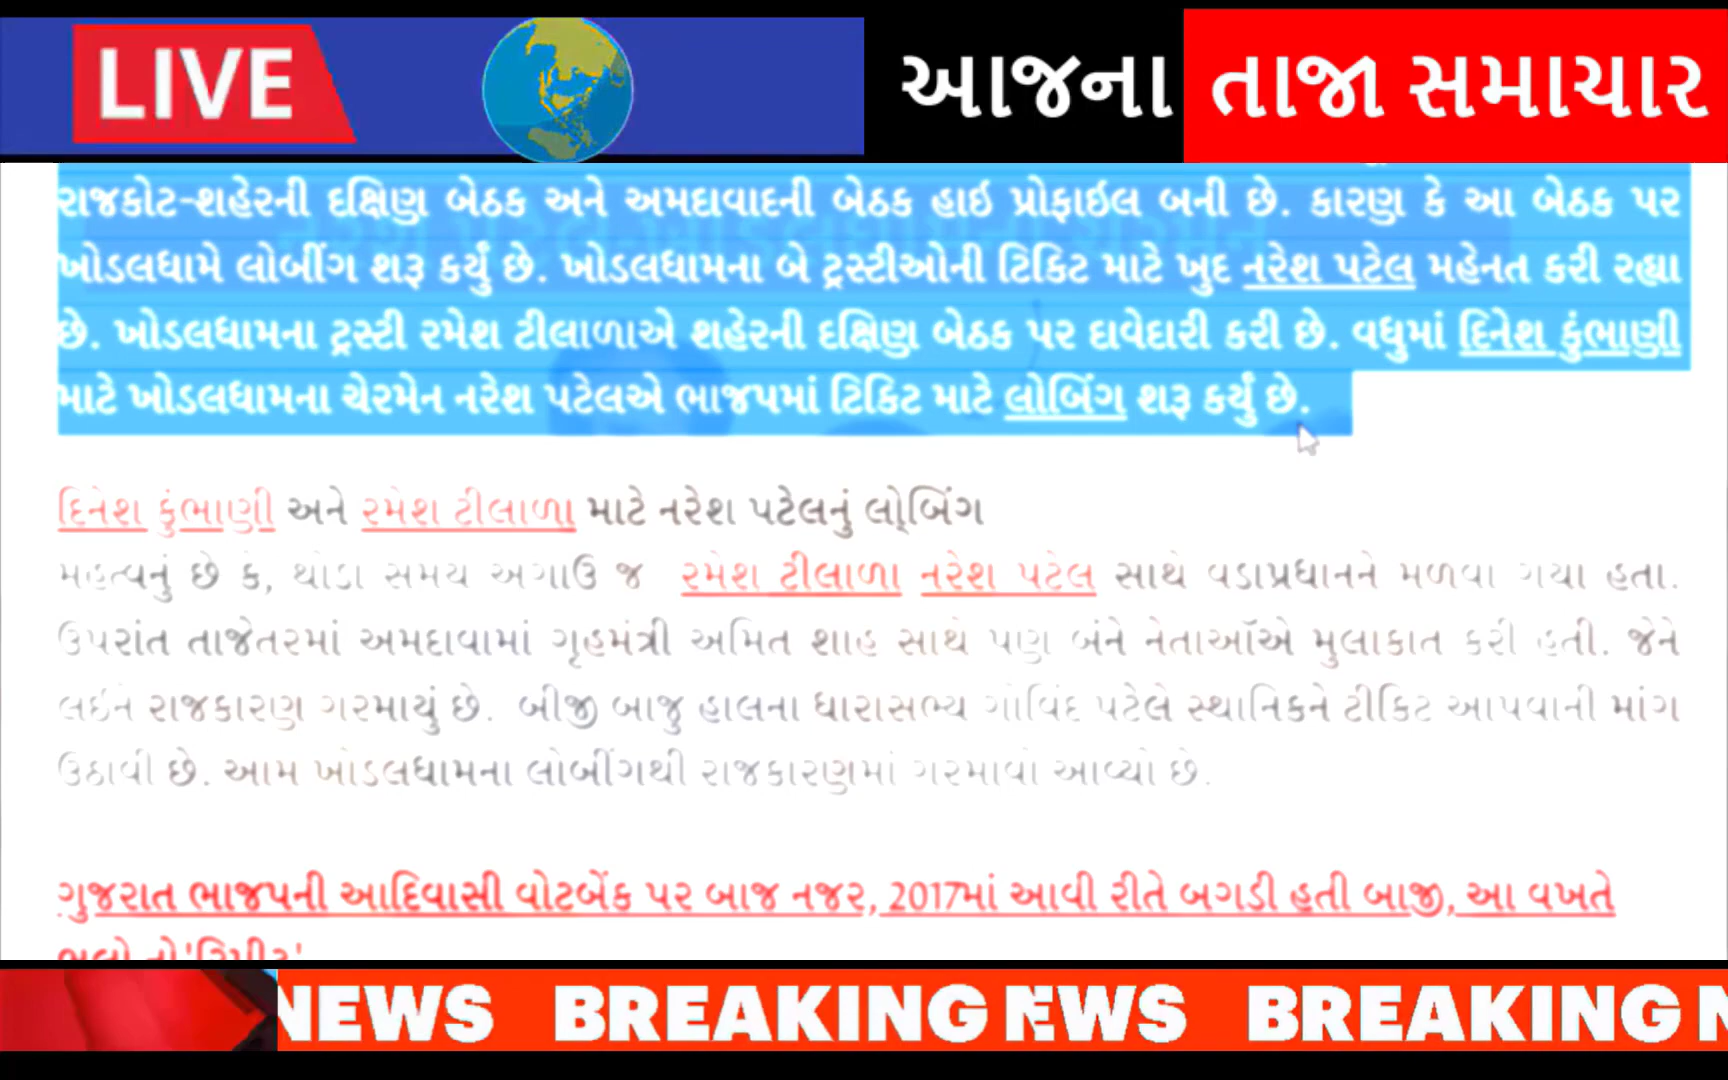 LIVE
આજના તાજા સમાચાર
રાજકોટ-શહેરની દક્ષિણ બેઠક અને અમદાવાદની બેઠક હાઇ પ્રોફાઇલ બની છે. કારણ કે આ બેઠક પર
ખોડલધામે લોબીંગ શરૂ કર્યું છે. ખોડલધામના બે ટ્રસ્ટીઓની ટિકિટ માટે ખુદ નરેશ પટેલ મહેનત કરી રહ્યા
છે. ખોડલધામના ટ્રસ્ટી રમેશ ટીલાળાએ શહેરની દક્ષિણ બેઠક પર દાવેદારી કરી છે. વધુમાં દિનેશ કુંભાણી
માટે ખોડલધામના ચેરમેન નરેશ પટેલએ ભાજપમાં ટિકિટ માટે લોબિંગ શરૂ કર્યું છે.
દિનેશ કુંભાણી અને રમેશ ટીલાળા માટે નરેશ પટેલનું લોબિંગ
મહત્વનું છે કે, થોડા સમય અગાઉ જ રમેશ ટીલાળા નરેશ પટેલ સાથે વડાપ્રધાનને મળવા ગયા હતા.
ઉપરાંત તાજેતરમાં અમદાવામાં ગૃહમંત્રી અમિત શાહ સાથે પણ બંને નેતાઑએ મુલાકાત કરી હતી. જેને
લઈને રાજકારણ ગરમાયું છે. બીજી બાજુ હાલના ધારાસભ્ય ગોવિંદ પટેલે સ્થાનિકને ટીકિટ આપવાની માંગ
ઉઠાવી છે. આમ ખોડલધામના લોબીંગથી રાજકારણમાં ગરમાવો આવ્યો છે.
ગુજરાત ભાજપની આદિવાસી વોટબેંક પર બાજ નજર, 2017માં આવી રીતે બગડી હતી બાજી, આ વખતે
NEWS BREAKING NEWS BREAKING N